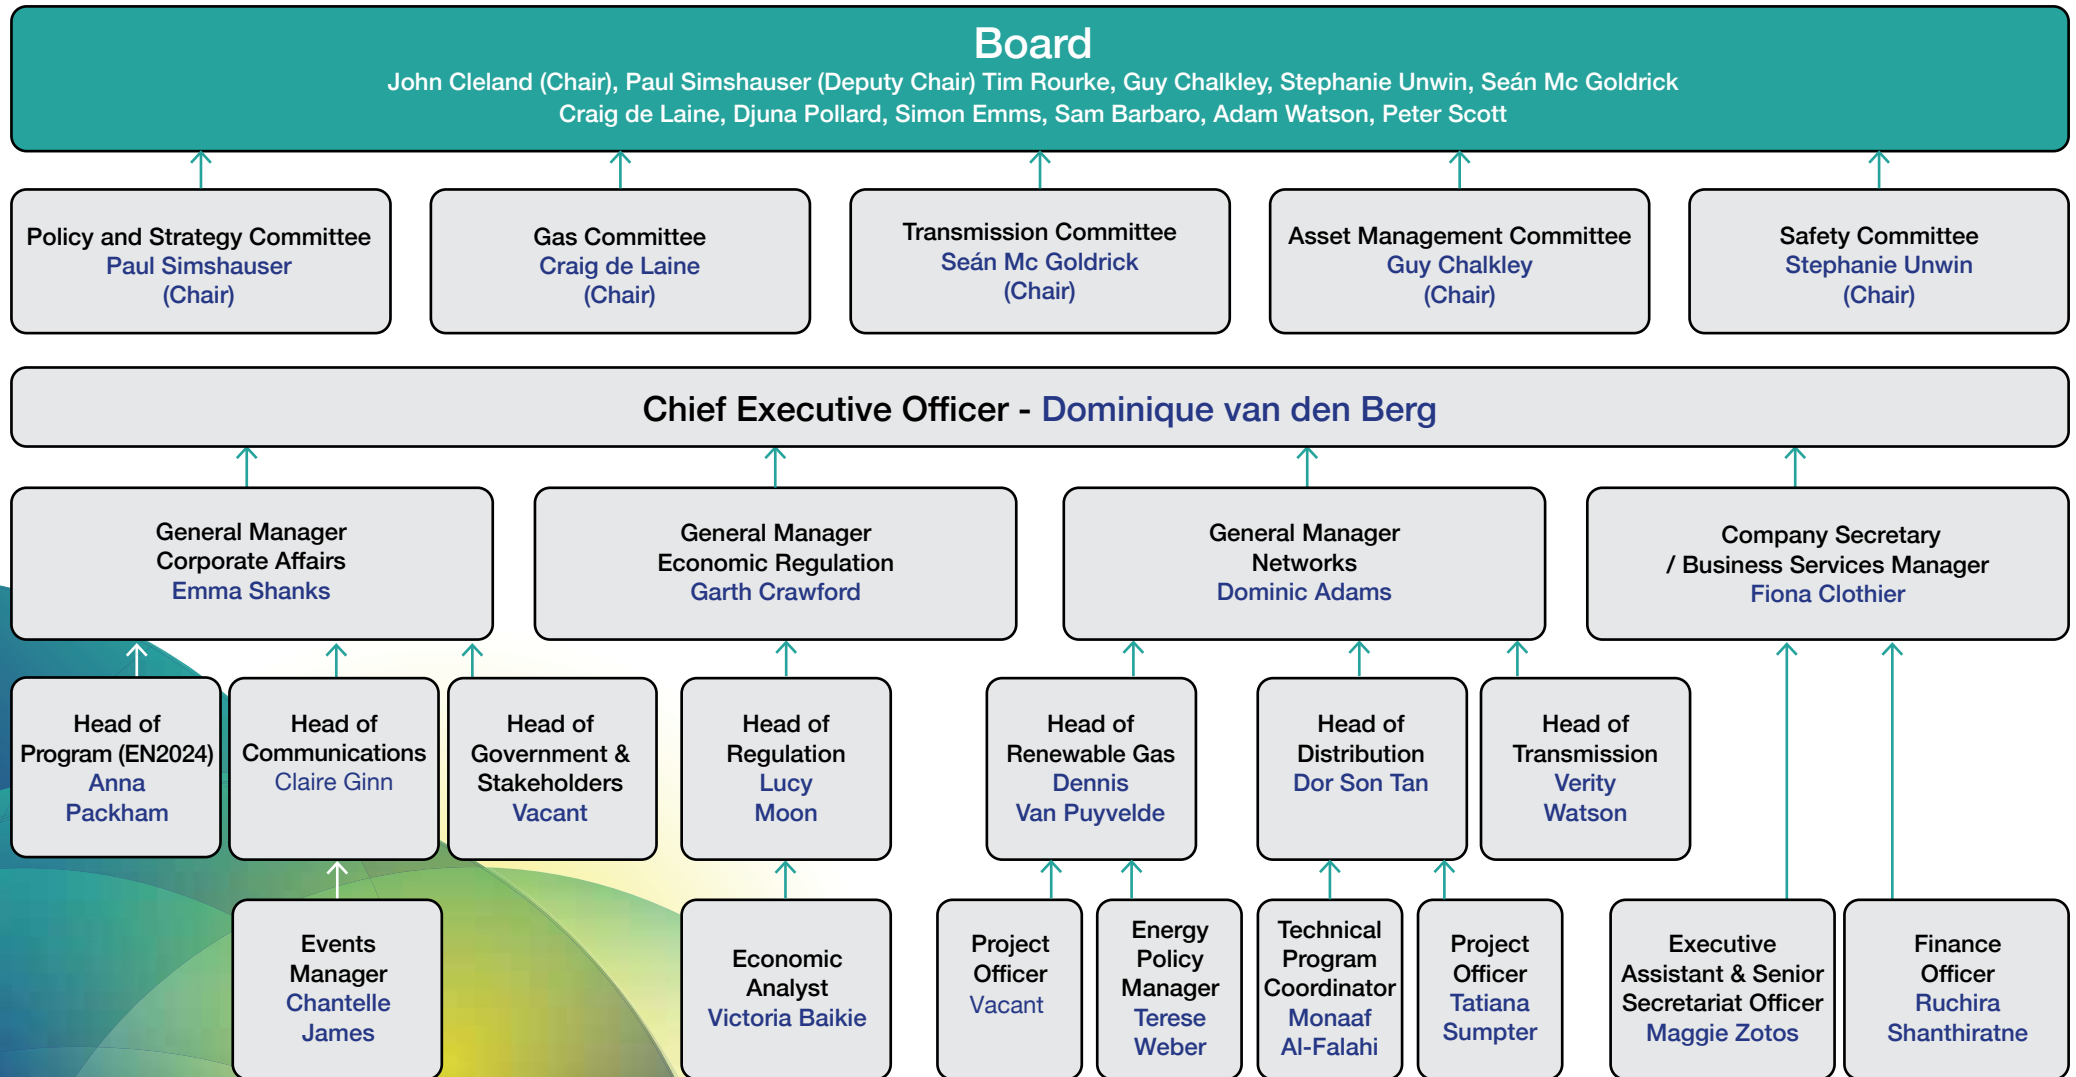 Board
John Cleland (Chair), Paul Simshauser (Deputy Chair) Tim Rourke, Guy Chalkley, Stephanie Unwin, Seán Mc Goldrick
Craig de Laine, Djuna Pollard, Simon Emms, Sam Barbaro, Adam Watson, Peter Scott
Policy and Strategy Committee
Paul Simshauser
(Chair)
Gas Committee
Craig de Laine
(Chair)
Transmission Committee
Seán Mc Goldrick
(Chair)
Asset Management Committee
Guy Chalkley
(Chair)
Safety Committee
Stephanie Unwin
(Chair)
Chief Executive Officer - Dominique van den Berg
General Manager
Corporate Affairs
Emma Shanks
General Manager
Economic Regulation
Garth Crawford
General Manager
Networks
Dominic Adams
Company Secretary
/ Business Services Manager
Fiona Clothier
Head of
Program (EN2024)
Anna
Packham
Head of
Communications
Claire Ginn
Head of
Government &
Stakeholders
Vacant
Head of
Regulation
Lucy
Moon
Head of
Renewable Gas
Dennis
Van Puyvelde
Head of
Distribution
Dor Son Tan
Head of
Transmission
Verity
Watson
Events
Manager
Chantelle
James
Economic
Analyst
Victoria Baikie
Project
Officer
Vacant
Energy
Policy
Manager
Terese
Weber
Technical
Program
Coordinator
Monaaf
Al-Falahi
Project
Officer
Tatiana
Sumpter
Executive
Assistant & Senior
Secretariat Officer
Maggie Zotos
Finance
Officer
Ruchira
Shanthiratne